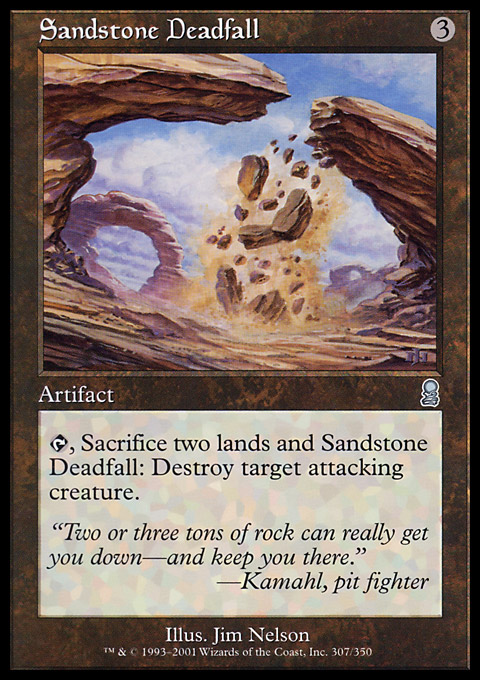 Sandstone Deadfall 3
Artifact
, Sacrifice two lands and Sandstone
Deadfall: Destroy target attacking
creature.
“Two or three tons of rock can really get
you down—and keep you there.”
—Kamahl, pit fighter
Illus. Jim Nelson
™ & © 1993–2001 Wizards of the Coast, Inc. 307/350